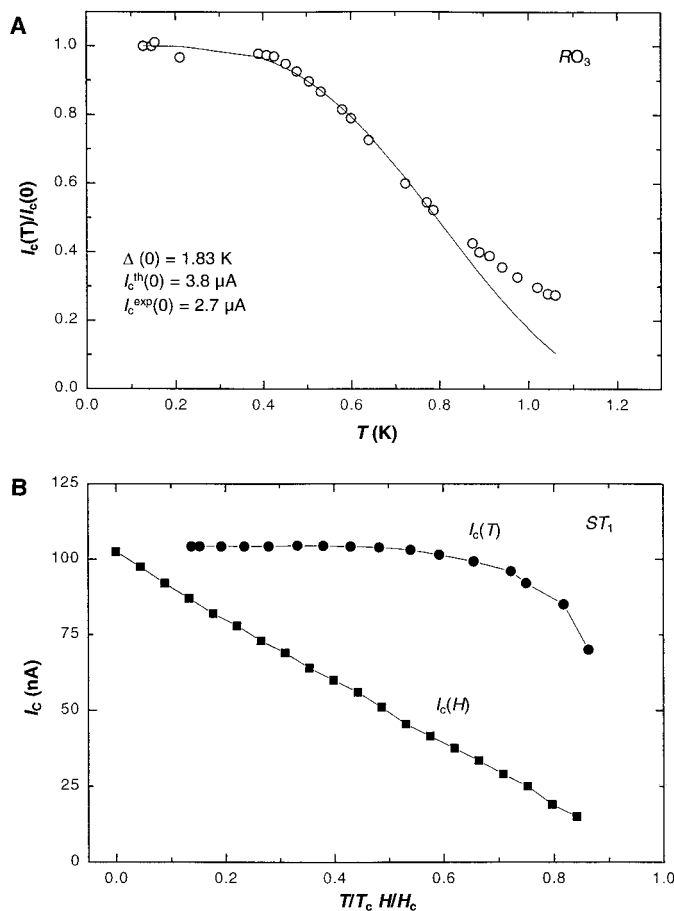 A
RO₃
1.0
0.8
0.6
0.4
0.2
0.0
I_c(T)/I_c(0)
Δ (0) = 1.83 K
I_c^th(0) = 3.8 μA
I_c^exp(0) = 2.7 μA
0.0 0.2 0.4 0.6 0.8 1.0 1.2
T (K)
B
125
100
75
50
25
0
I_c (nA)
I_c(T)
ST₁
I_c(H)
0.0 0.2 0.4 0.6 0.8 1.0
T/T_c H/H_c